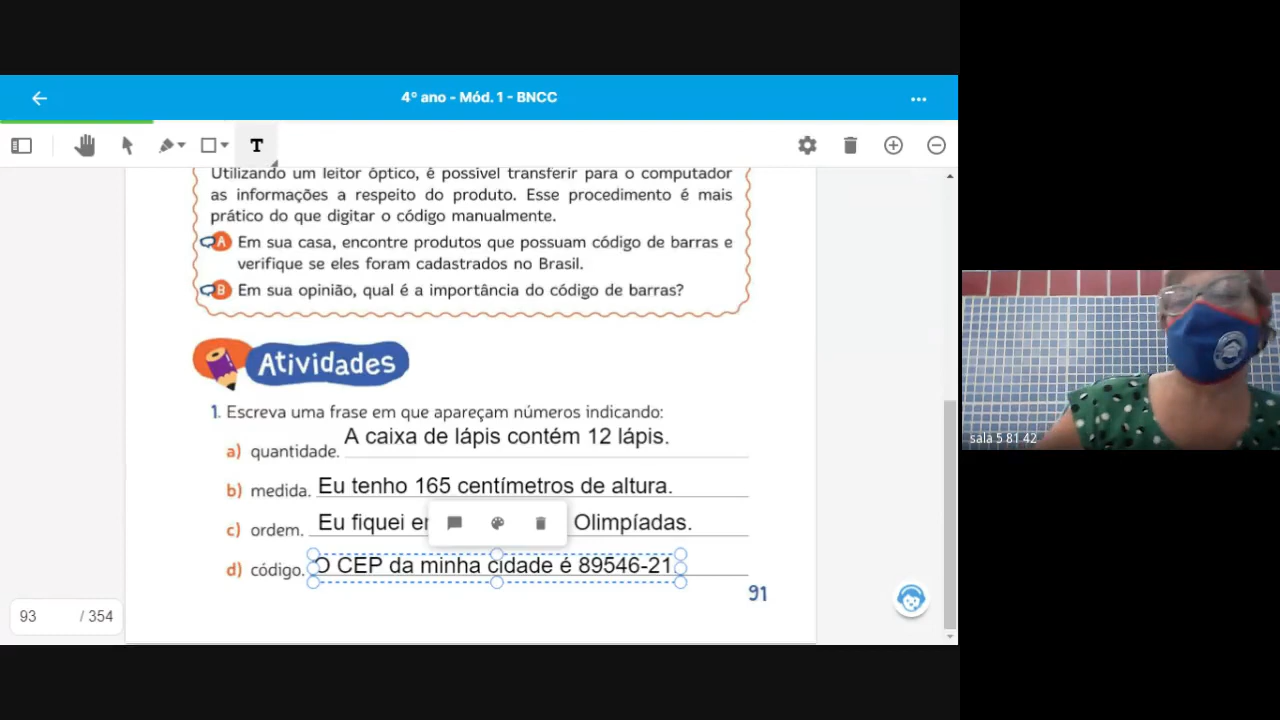 4º ano - Mód. 1 - BNCC
T
Utilizando um leitor óptico, é possível transferir para o computador
as informações a respeito do produto. Esse procedimento é mais
prático do que digitar o código manualmente.
A Em sua casa, encontre produtos que possuam código de barras e
verifique se eles foram cadastrados no Brasil.
B Em sua opinião, qual é a importância do código de barras?
Atividades
1. Escreva uma frase em que apareçam números indicando:
a) quantidade. A caixa de lápis contém 12 lápis.
b) medida. Eu tenho 165 centímetros de altura.
c) ordem. Eu fiquei Olimpíadas.
d) código. O CEP da minha cidade é 89546-21.
91
93 / 354
sala 5 81 42